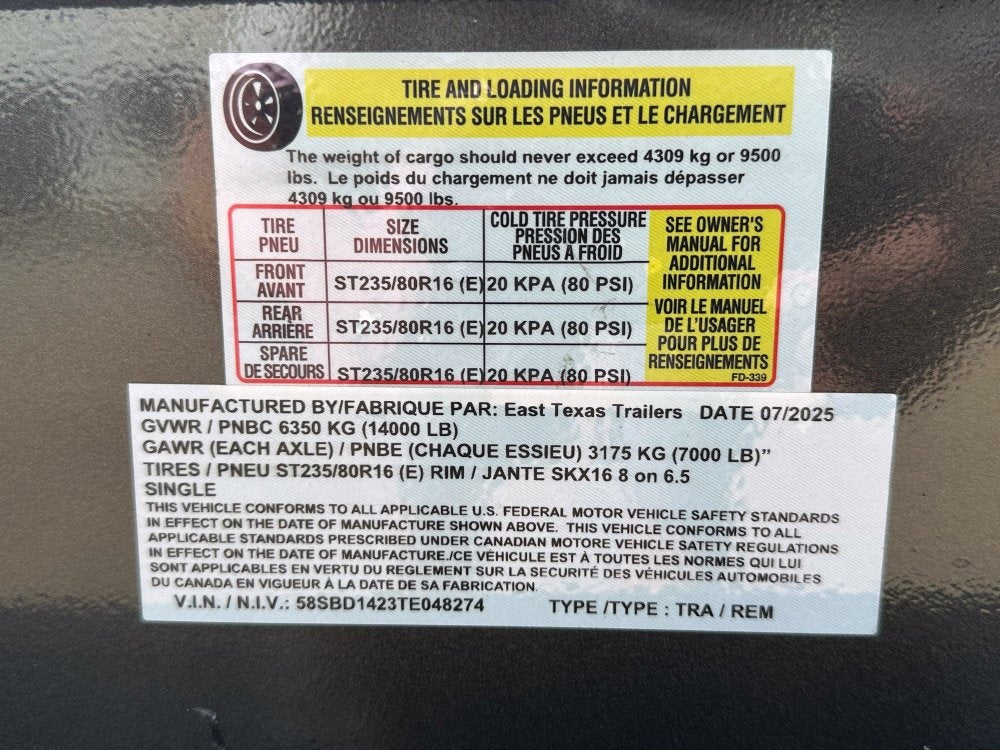 TIRE AND LOADING INFORMATION
RENSEIGNEMENTS SUR LES PNEUS ET LE CHARGEMENT
The weight of cargo should never exceed 4309 kg or 9500
lbs. Le poids du chargement ne doit jamais dépasser
4309 kg ou 9500 lbs.
TIRE
PNEU
SIZE
DIMENSIONS
COLD TIRE PRESSURE
PRESSION DES
PNEUS A FROID
FRONT
AVANT
ST235/80R16 (E)
20 KPA (80 PSI)
REAR
ARRIÈRE
ST235/80R16 (E)
20 KPA (80 PSI)
SPARE
DE SECOURS
ST235/80R16 (E)
20 KPA (80 PSI)
SEE OWNER'S
MANUAL FOR
ADDITIONAL
INFORMATION
VOIR LE MANUEL
DE L'USAGER
POUR PLUS DE
RENSEIGNEMENTS
FD-339
MANUFACTURED BY/FABRIQUE PAR: East Texas Trailers DATE 07/2025
GVWR / PNBC 6350 KG (14000 LB)
GAWR (EACH AXLE) / PNBE (CHAQUE ESSIEU) 3175 KG (7000 LB)”
TIRES / PNEU ST235/80R16 (E) RIM / JANTE SKX16 8 on 6.5
SINGLE
THIS VEHICLE CONFORMS TO ALL APPLICABLE U.S. FEDERAL MOTOR VEHICLE SAFETY STANDARDS
IN EFFECT ON THE DATE OF MANUFACTURE SHOWN ABOVE. THIS VEHICLE CONFORMS TO ALL
APPLICABLE STANDARDS PRESCRIBED UNDER CANADIAN MOTORE VEHICLE SATETY REGULATIONS
IN EFFECT ON THE DATE OF MANUFACTURE./CE VÉHICULE EST À TOUTES LES NORMES QUI LUI
SONT APPLICABLES EN VERTU DU REGLEMENT SUR LA SECURITÉ DES VÉHICULES AUTOMOBILES
DU CANADA EN VIGUEUR À LA DATE DE SA FABRICATION.
V.I.N. / N.I.V.: 58SBD1423TE048274 TYPE /TYPE : TRA / REM